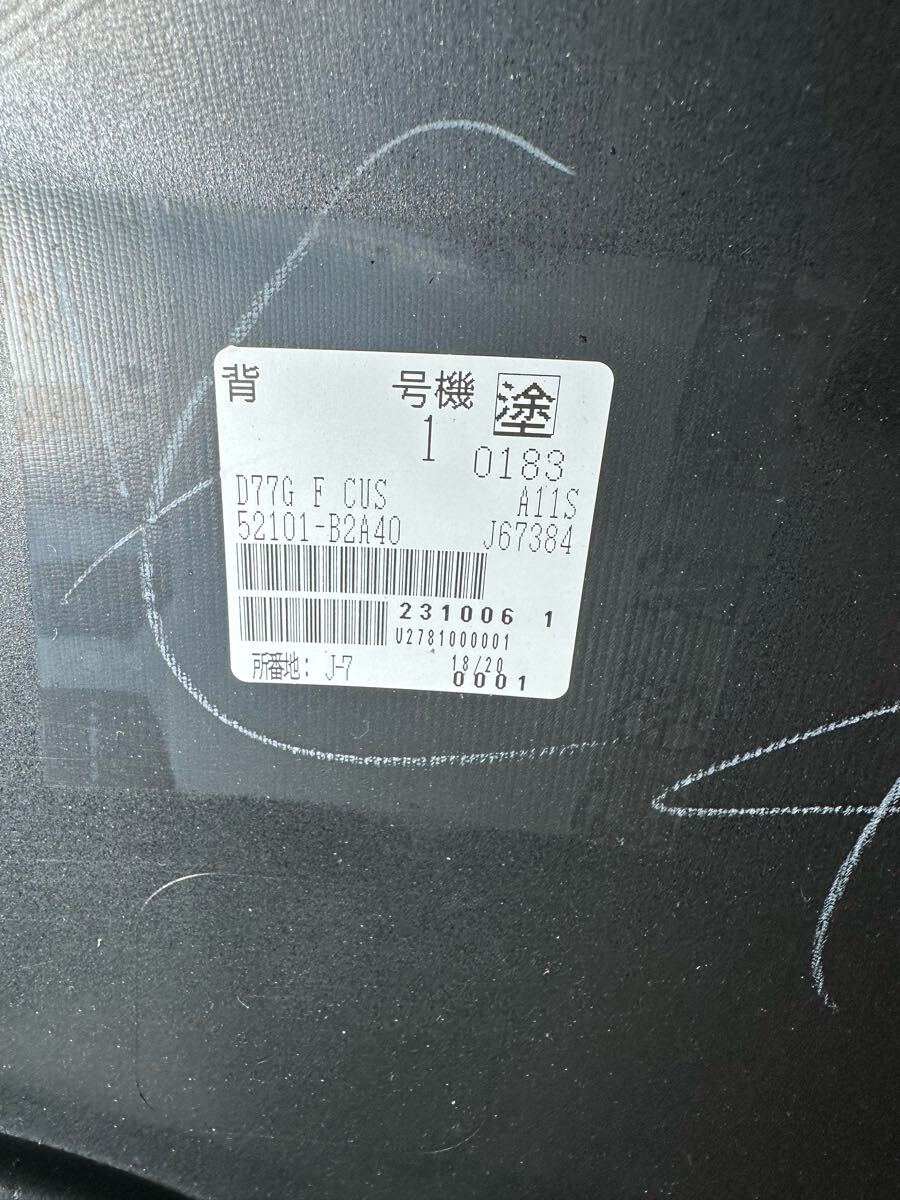 背 号機 塗
1 0183
D77G F CUS A11S
52101-B2A40 J67384
231006 1
U2781000001
所番地: J-7 18/20
0001